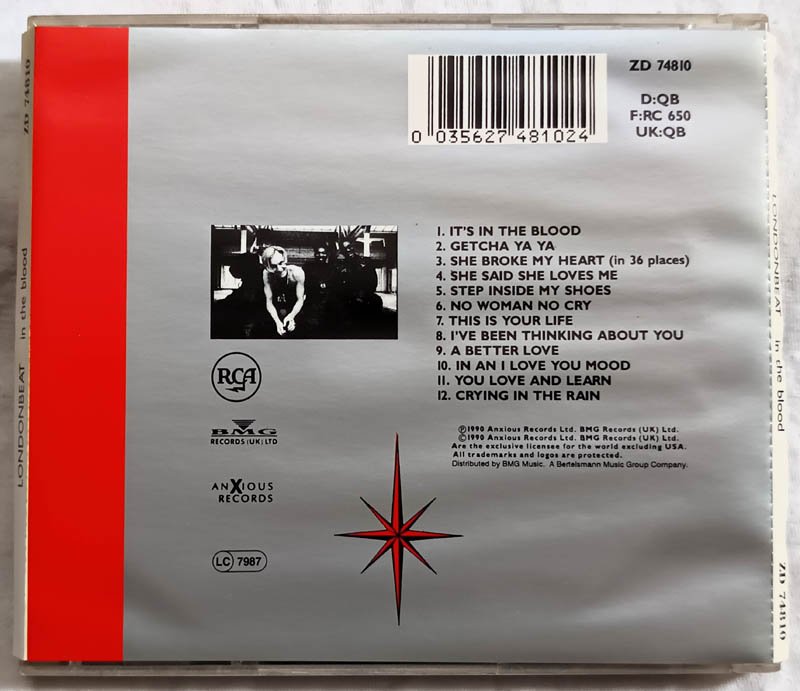 LONDONBEAT in the blood ZD 74810
0 035627 481024
ZD 74810
D:QB
F:RC 650
UK:QB
1. IT'S IN THE BLOOD
2. GETCHA YA YA
3. SHE BROKE MY HEART (in 36 places)
4. SHE SAID SHE LOVES ME
5. STEP INSIDE MY SHOES
6. NO WOMAN NO CRY
7. THIS IS YOUR LIFE
8. I'VE BEEN THINKING ABOUT YOU
9. A BETTER LOVE
10. IN AN I LOVE YOU MOOD
11. YOU LOVE AND LEARN
12. CRYING IN THE RAIN
RCA
BMG
RECORDS (UK) LTD
ANXIOUS
RECORDS
LC 7987
℗1990 Anxious Records Ltd. BMG Records (UK) Ltd.
©1990 Anxious Records Ltd. BMG Records (UK) Ltd.
Are the exclusive licensee for the world excluding USA.
All trademarks and logos are protected.
Distributed by BMG Music. A Bertelsmann Music Group Company.
LONDONBEAT in the blood ZD 74810